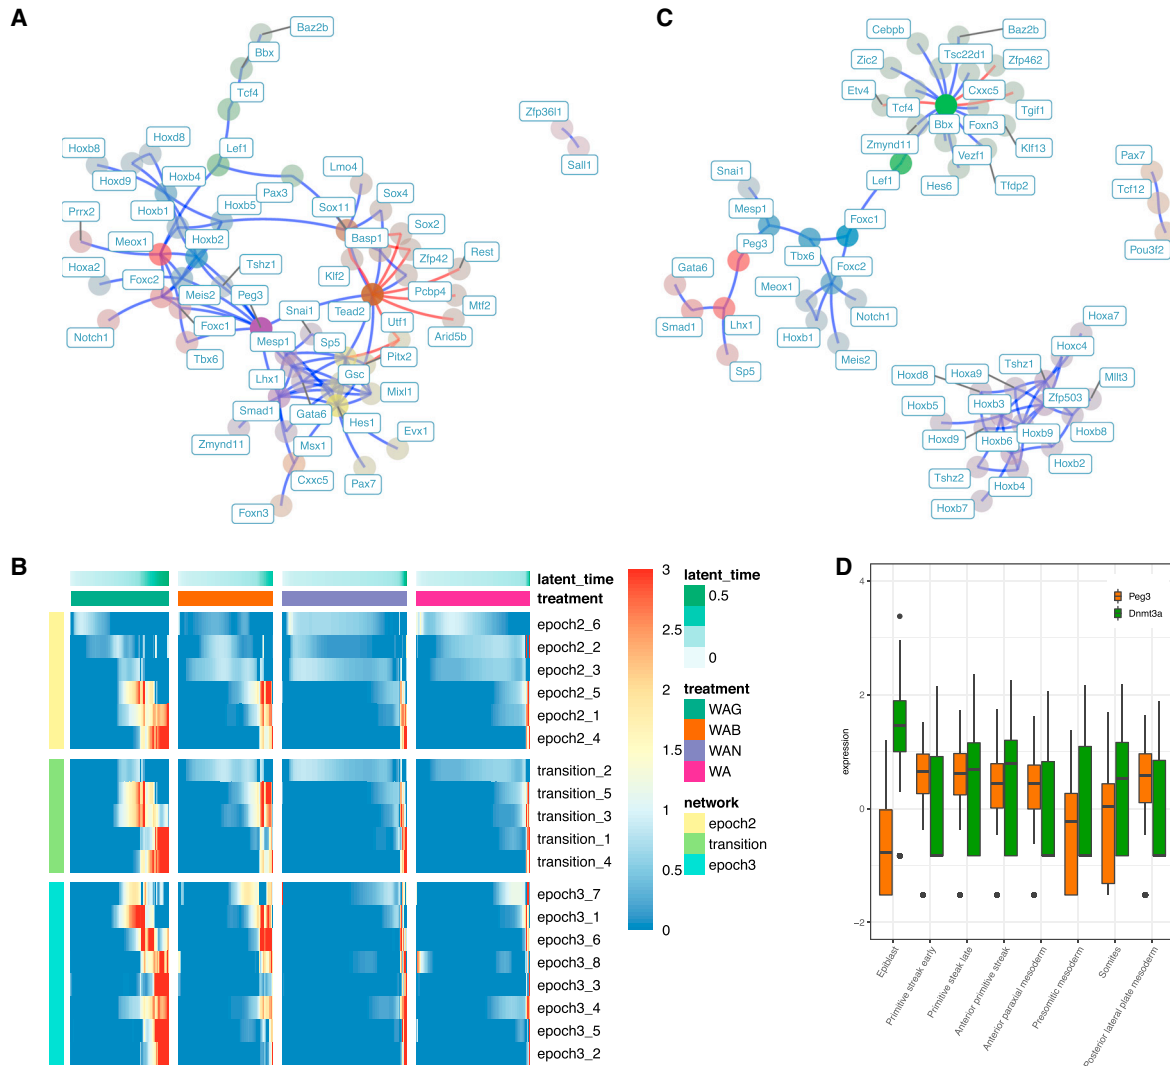 A
Baz2b
Bbx
Tcf4
Zfp36l1
Sall1
Hoxd8
Hoxb8
Lef1
Hoxb4
Lmo4
Hoxd9
Pax3
Sox4
Prrx2
Hoxb1
Hoxb5
Sox11
Sox2
Meox1
Hoxb2
Basp1
Zfp42
Rest
Hoxa2
Tshz1
Klf2
Foxc2
Pcbp4
Meis2
Peg3
Mtf2
Snai1
Tead2
Notch1
Foxc1
Utf1
Arid5b
Mesp1
Sp5
Tbx6
Pitx2
Lhx1
Gsc
Mixl1
Smad1
Gata6
Hes1
Evx1
Zmynd11
Msx1
Cxxc5
Pax7
Foxn3
C
Cebpb
Baz2b
Zic2
Tsc22d1
Zfp462
Etv4
Cxxc5
Tcf4
Tgif1
Bbx
Foxn3
Zmynd11
Klf13
Vezf1
Pax7
Snai1
Lef1
Hes6
Tfdp2
Tcf12
Mesp1
Foxc1
Peg3
Pou3f2
Tbx6
Gata6
Foxc2
Meox1
Hoxa7
Smad1
Notch1
Lhx1
Hoxb1
Hoxc4
Meis2
Tshz1
Sp5
Hoxd8
Hoxa9
Mllt3
Zfp503
Hoxb5
Hoxb3
Hoxb9
Hoxb8
Hoxd9
Hoxb6
Hoxb2
Tshz2
Hoxb4
Hoxb7
B
latent_time
treatment
epoch2_6
epoch2_2
epoch2_3
epoch2_5
epoch2_1
epoch2_4
transition_2
transition_5
transition_3
transition_1
transition_4
epoch3_7
epoch3_1
epoch3_6
epoch3_8
epoch3_3
epoch3_4
epoch3_5
epoch3_2
3
2.5
2
1.5
1
0.5
0
latent_time
0.5
0
treatment
WAG
WAB
WAN
WA
network
epoch2
transition
epoch3
D
4
2
0
−2
expression
Peg3
Dnmt3a
Epiblast
Primitive streak early
Primitive steak late
Anterior primitive streak
Anterior paraxial mesoderm
Presomitic mesoderm
Somites
Posterior lateral plate mesoderm